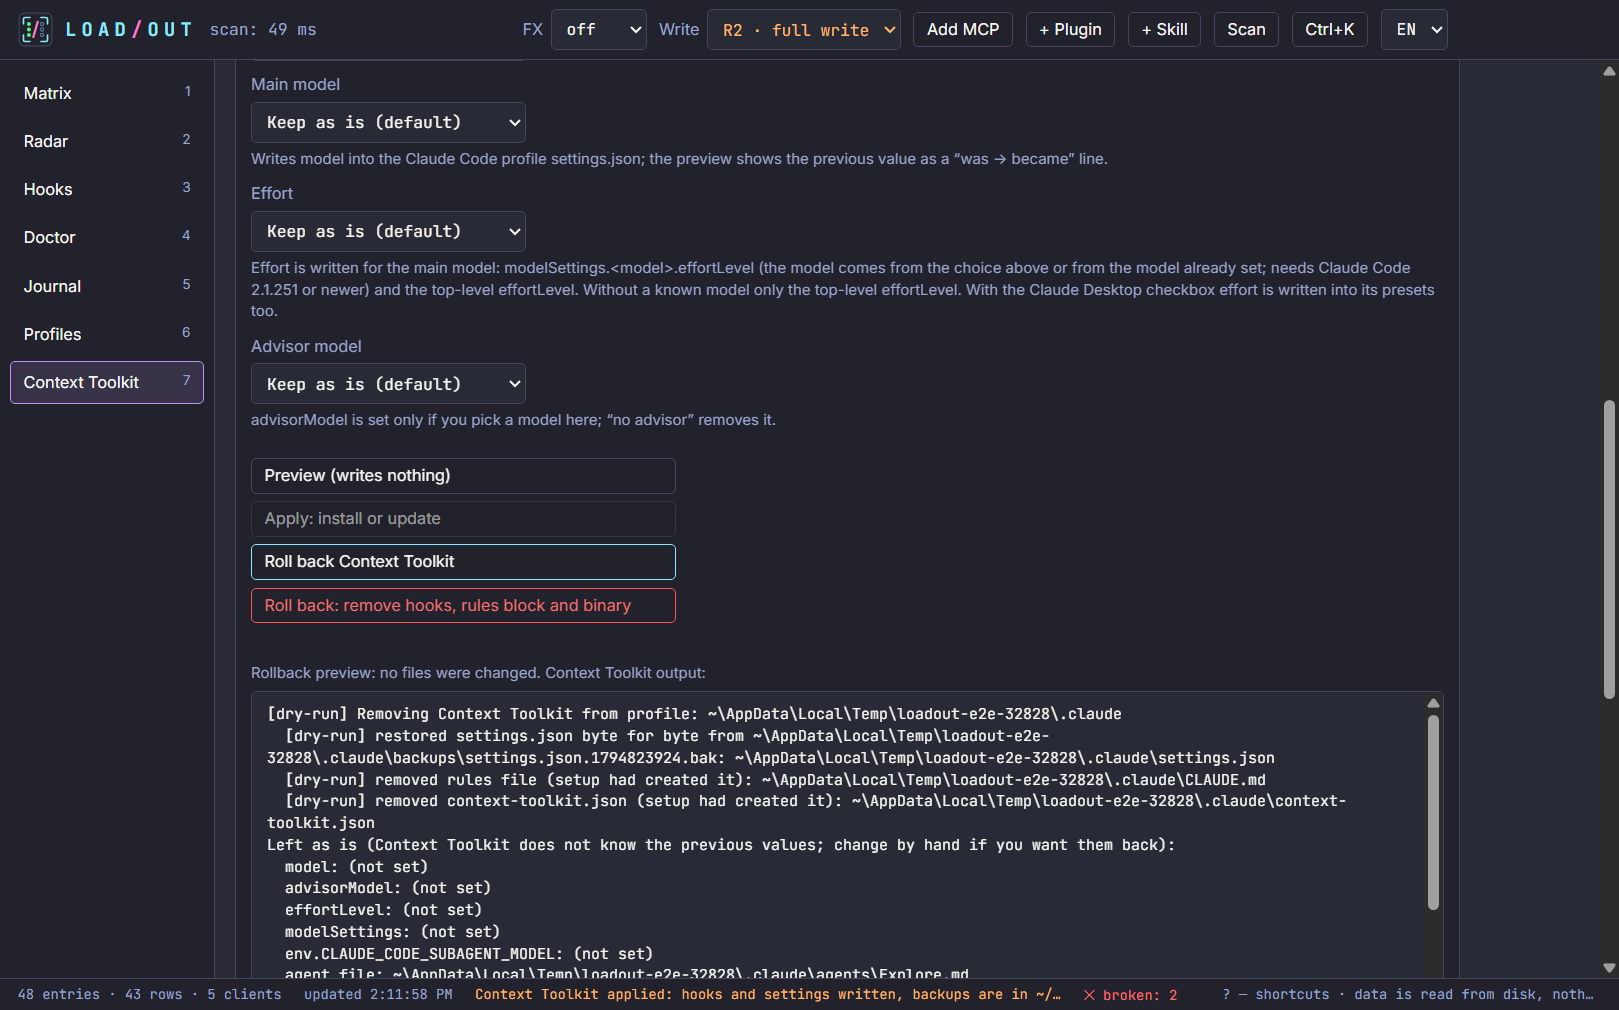 LOAD/OUT scan: 49 ms FX off Write R2 · full write Add MCP + Plugin + Skill Scan Ctrl+K EN
Matrix 1
Radar 2
Hooks 3
Doctor 4
Journal 5
Profiles 6
Context Toolkit 7
Main model
Keep as is (default)
Writes model into the Claude Code profile settings.json; the preview shows the previous value as a “was → became” line.
Effort
Keep as is (default)
Effort is written for the main model: modelSettings.<model>.effortLevel (the model comes from the choice above or from the model already set; needs Claude Code
2.1.251 or newer) and the top-level effortLevel. Without a known model only the top-level effortLevel. With the Claude Desktop checkbox effort is written into its presets
too.
Advisor model
Keep as is (default)
advisorModel is set only if you pick a model here; “no advisor” removes it.
Preview (writes nothing)
Apply: install or update
Roll back Context Toolkit
Roll back: remove hooks, rules block and binary
Rollback preview: no files were changed. Context Toolkit output:
[dry-run] Removing Context Toolkit from profile: ~\AppData\Local\Temp\loadout-e2e-32828\.claude
[dry-run] restored settings.json byte for byte from ~\AppData\Local\Temp\loadout-e2e-
32828\.claude\backups\settings.json.1794823924.bak: ~\AppData\Local\Temp\loadout-e2e-32828\.claude\settings.json
[dry-run] removed rules file (setup had created it): ~\AppData\Local\Temp\loadout-e2e-32828\.claude\CLAUDE.md
[dry-run] removed context-toolkit.json (setup had created it): ~\AppData\Local\Temp\loadout-e2e-32828\.claude\context-
toolkit.json
Left as is (Context Toolkit does not know the previous values; change by hand if you want them back):
model: (not set)
advisorModel: (not set)
effortLevel: (not set)
modelSettings: (not set)
env.CLAUDE_CODE_SUBAGENT_MODEL: (not set)
agent file: ~\AppData\Local\Temp\loadout-e2e-32828\.claude\agents\Explore.md
48 entries · 43 rows · 5 clients updated 2:11:58 PM Context Toolkit applied: hooks and settings written, backups are in ~/… ✕ broken: 2 ? — shortcuts · data is read from disk, noth…